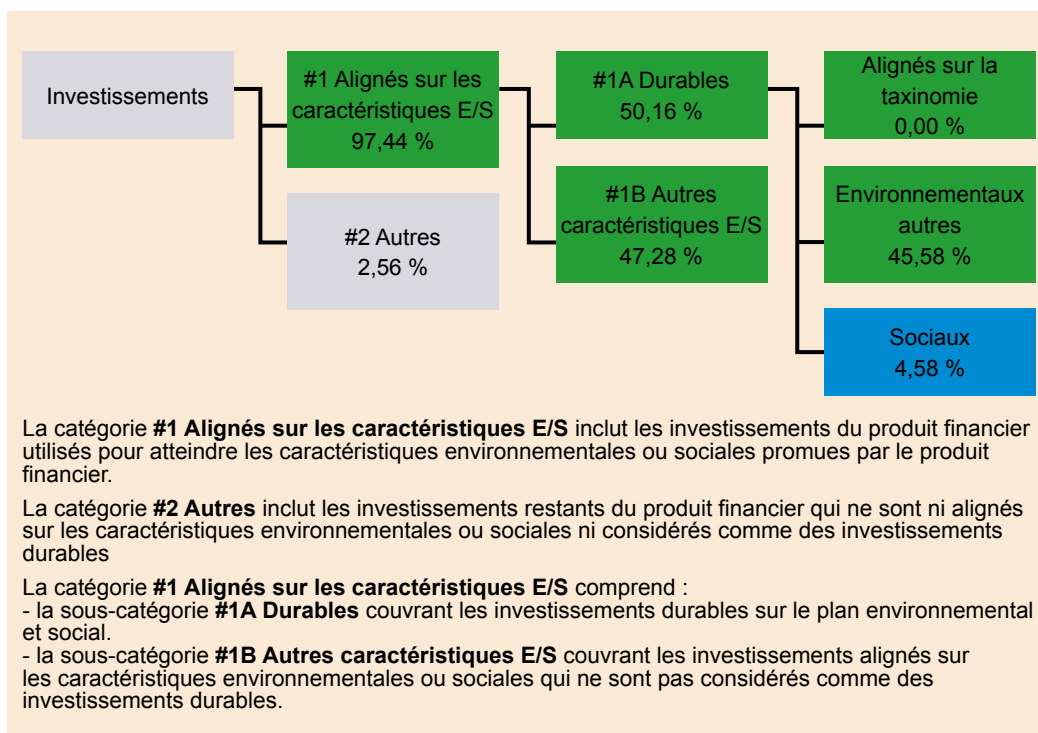 Investissements
#1 Alignés sur les
caractéristiques E/S
97,44 %
#2 Autres
2,56 %
#1A Durables
50,16 %
#1B Autres
caractéristiques E/S
47,28 %
Alignés sur la
taxinomie
0,00 %
Environnementaux
autres
45,58 %
Sociaux
4,58 %
La catégorie #1 Alignés sur les caractéristiques E/S inclut les investissements du produit financier
utilisés pour atteindre les caractéristiques environnementales ou sociales promues par le produit
financier.
La catégorie #2 Autres inclut les investissements restants du produit financier qui ne sont ni alignés
sur les caractéristiques environnementales ou sociales ni considérés comme des investissements
durables
La catégorie #1 Alignés sur les caractéristiques E/S comprend :
- la sous-catégorie #1A Durables couvrant les investissements durables sur le plan environnemental
et social.
- la sous-catégorie #1B Autres caractéristiques E/S couvrant les investissements alignés sur
les caractéristiques environnementales ou sociales qui ne sont pas considérés comme des
investissements durables.